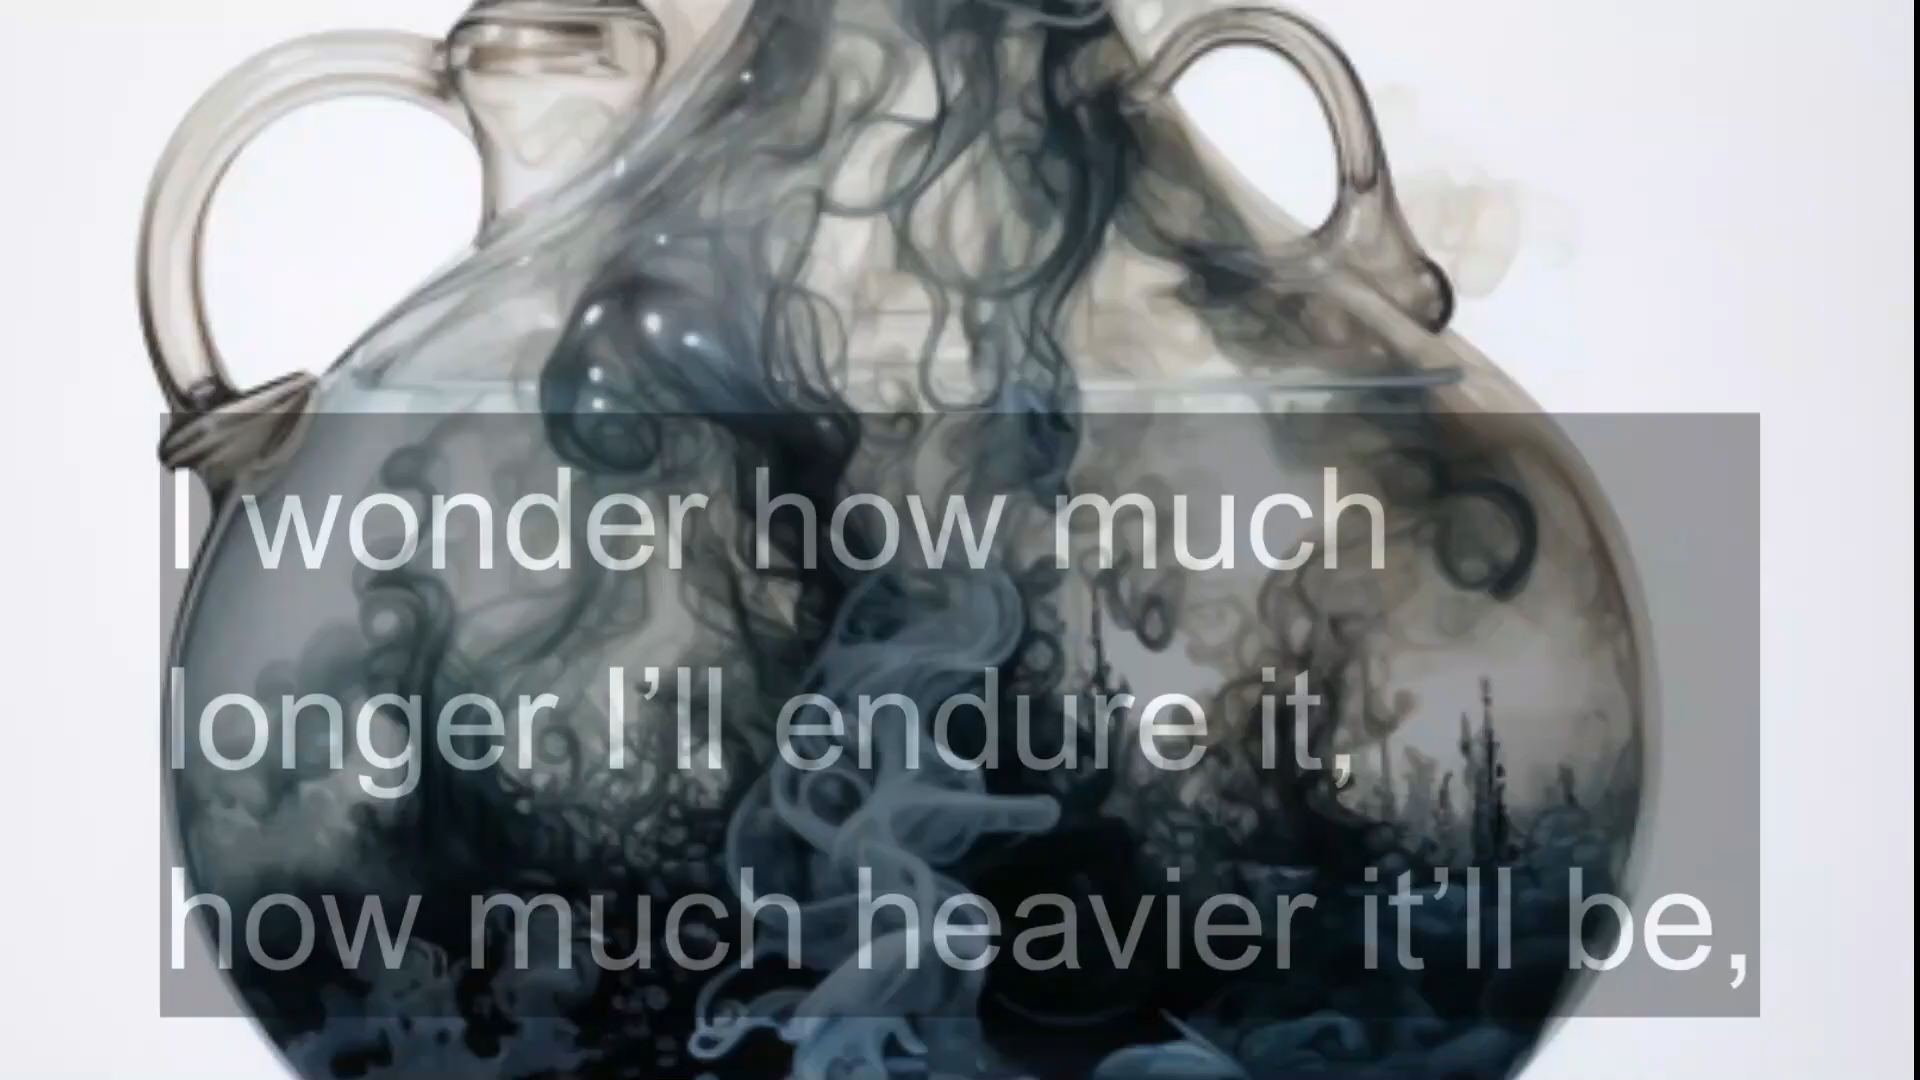 I wonder how much
longer I’ll endure it,
how much heavier it’ll be,